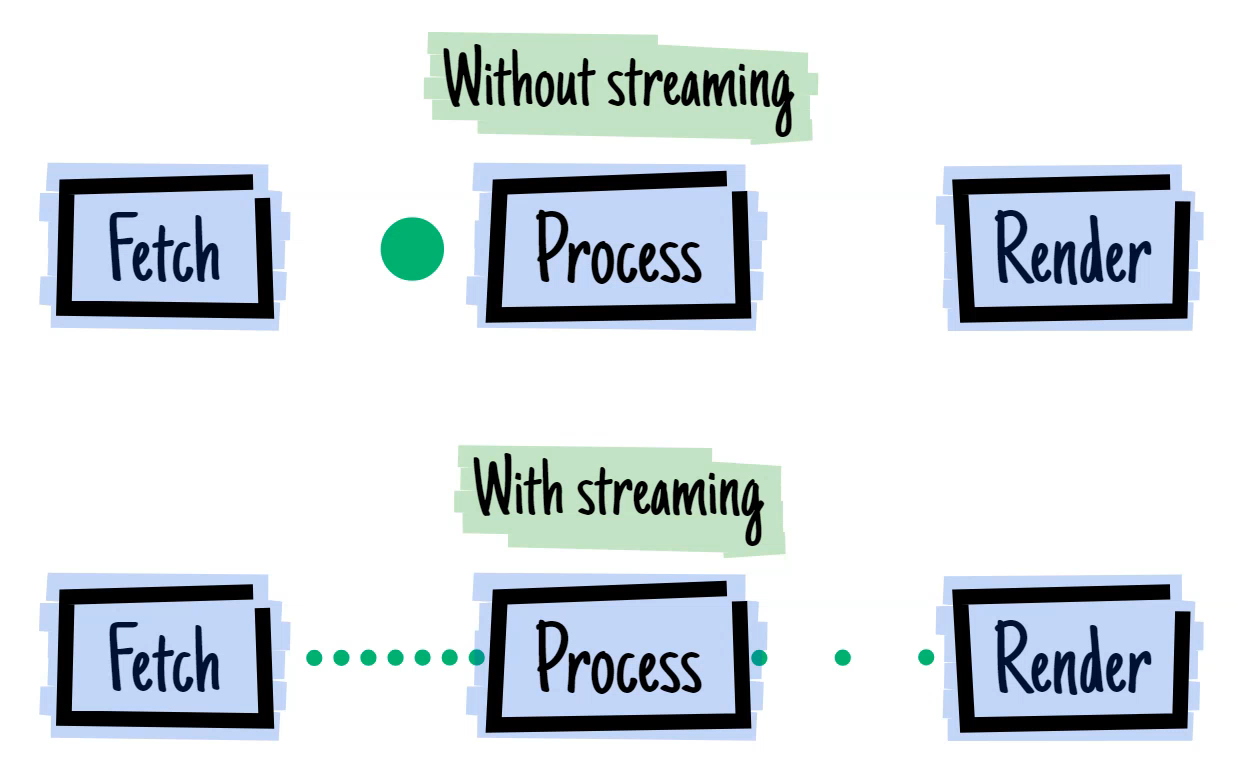 Without streaming
Fetch
Process
Render
With streaming
Fetch
Process
Render